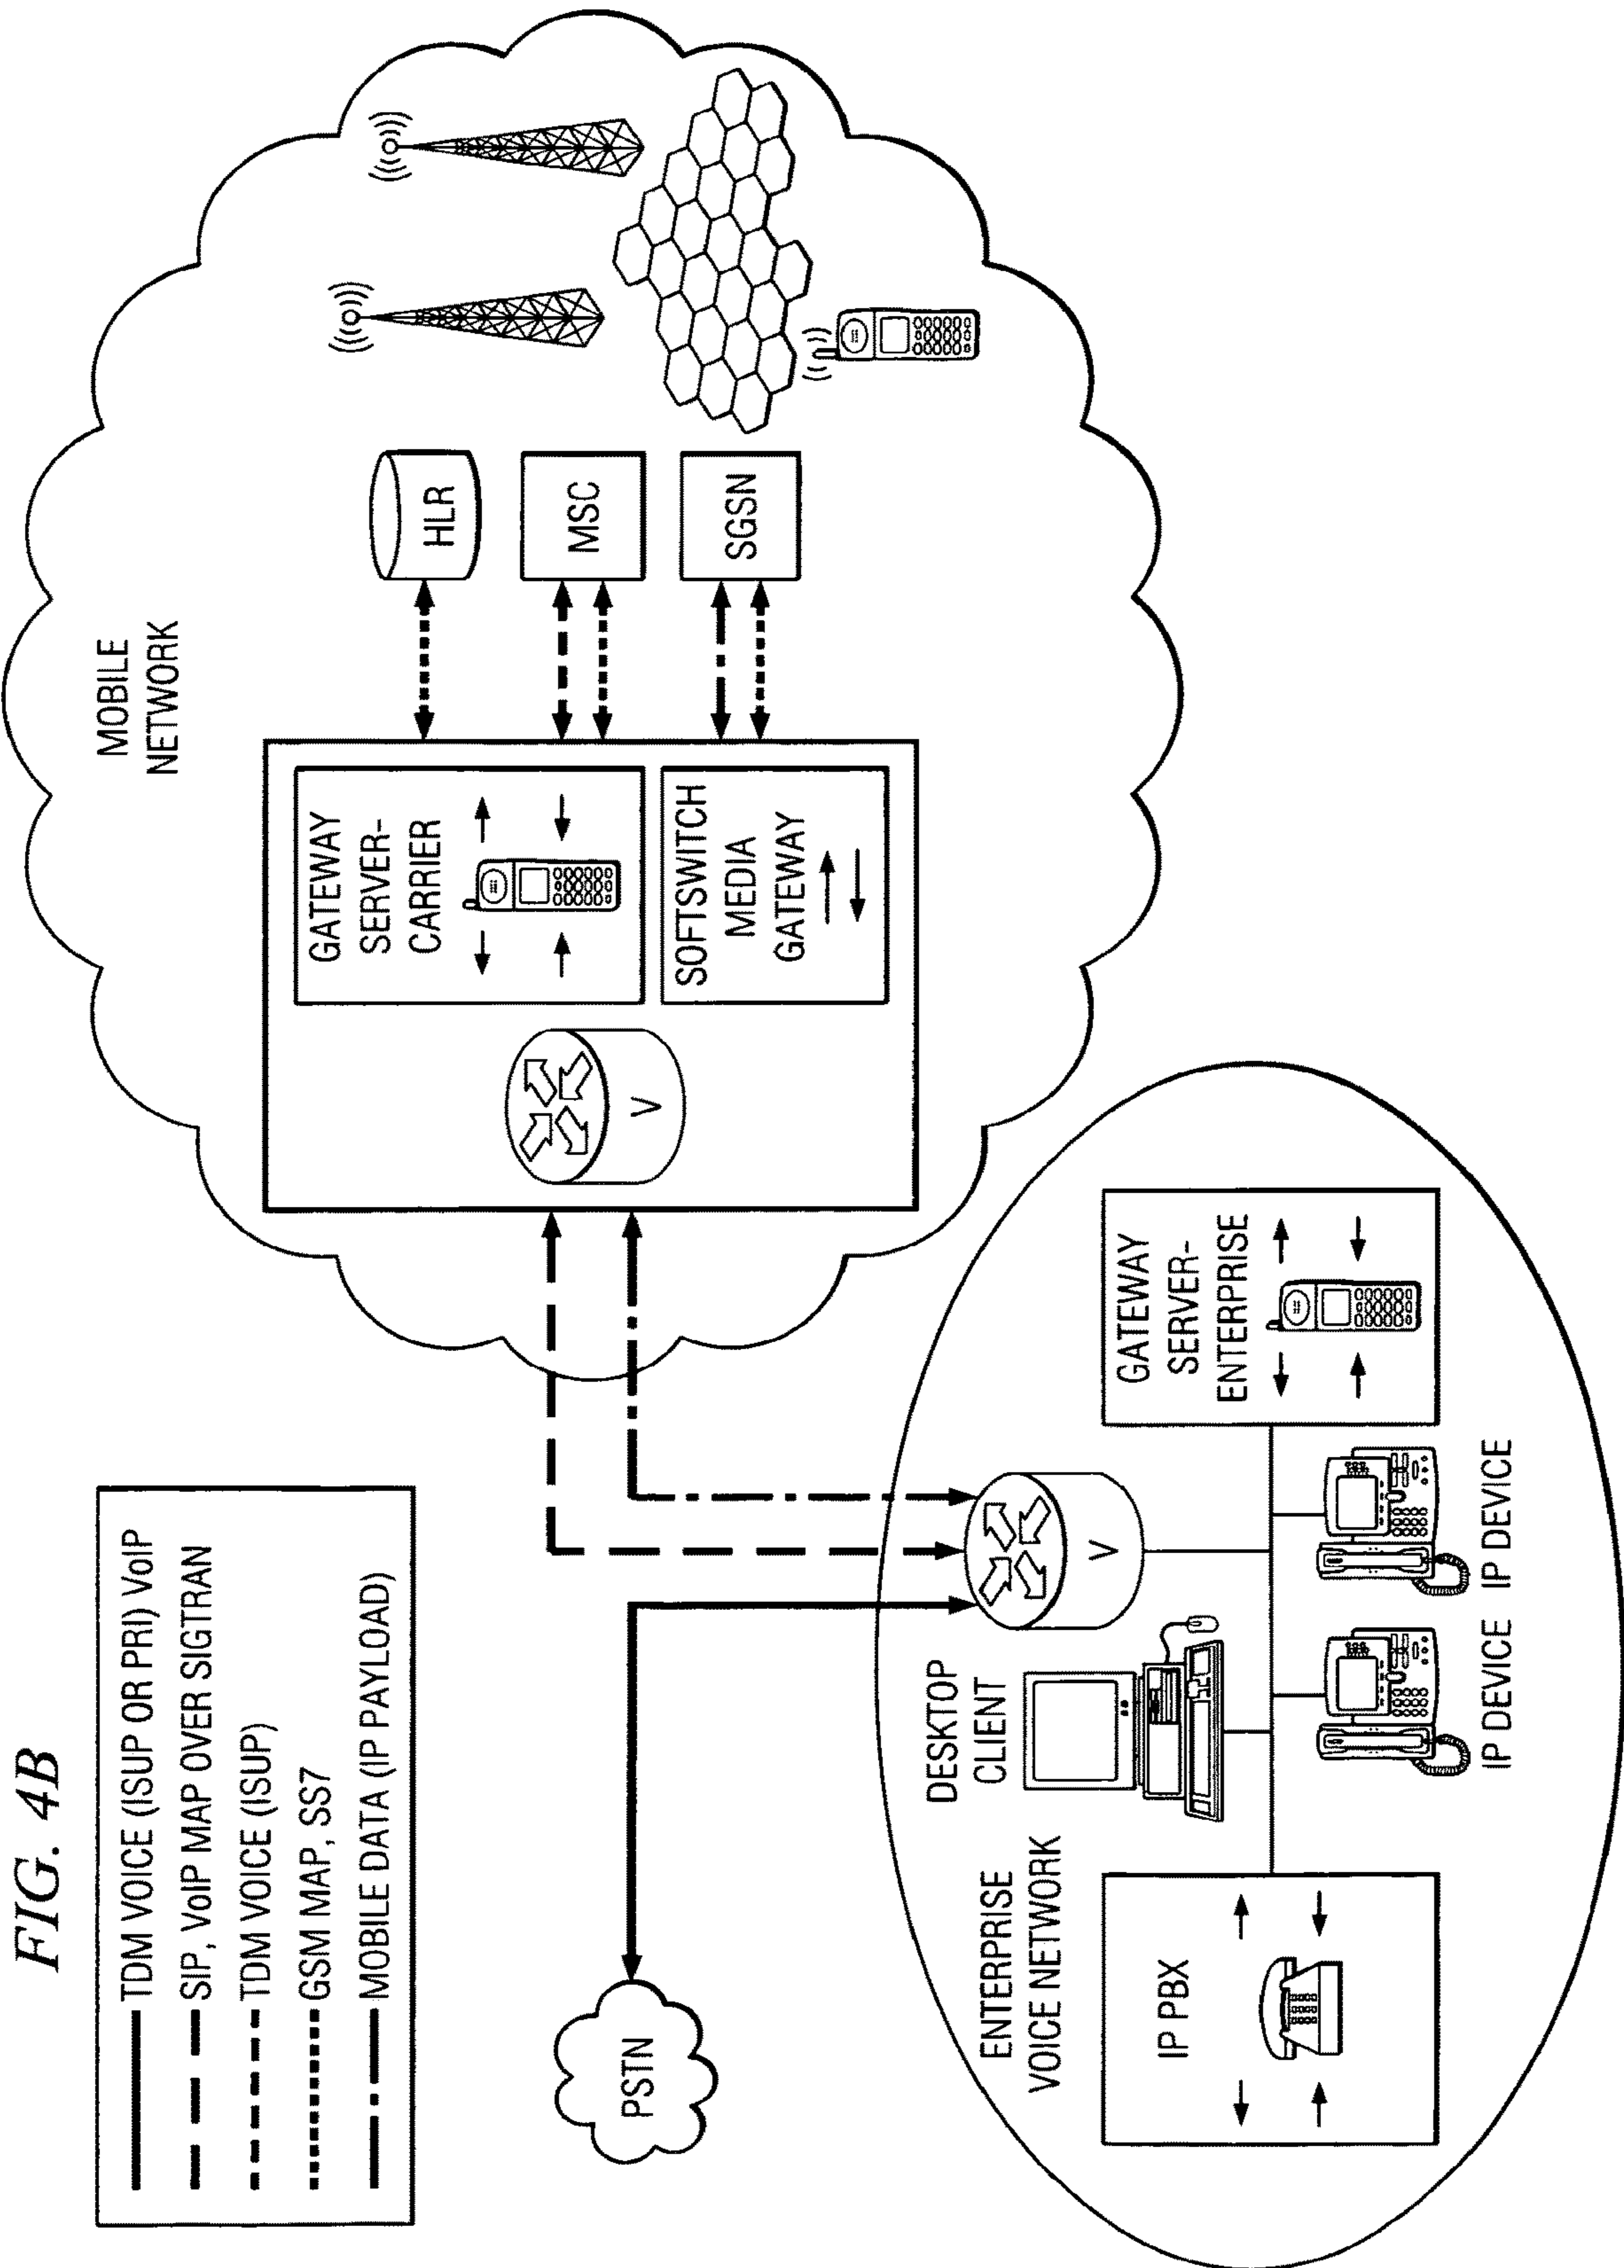 FIG. 4B
TDM VOICE (ISUP OR PRI) VoIP
SIP, VoIP MAP OVER SIGTRAN
TDM VOICE (ISUP)
GSM MAP, SS7
MOBILE DATA (IP PAYLOAD)
MOBILE
NETWORK
HLR
MSC
SGSN
GATEWAY
SERVER-
CARRIER
SOFTSWITCH
MEDIA
GATEWAY
V
PSTN
ENTERPRISE
VOICE NETWORK
DESKTOP
CLIENT
V
IP PBX
IP DEVICE
IP DEVICE
GATEWAY
SERVER-
ENTERPRISE